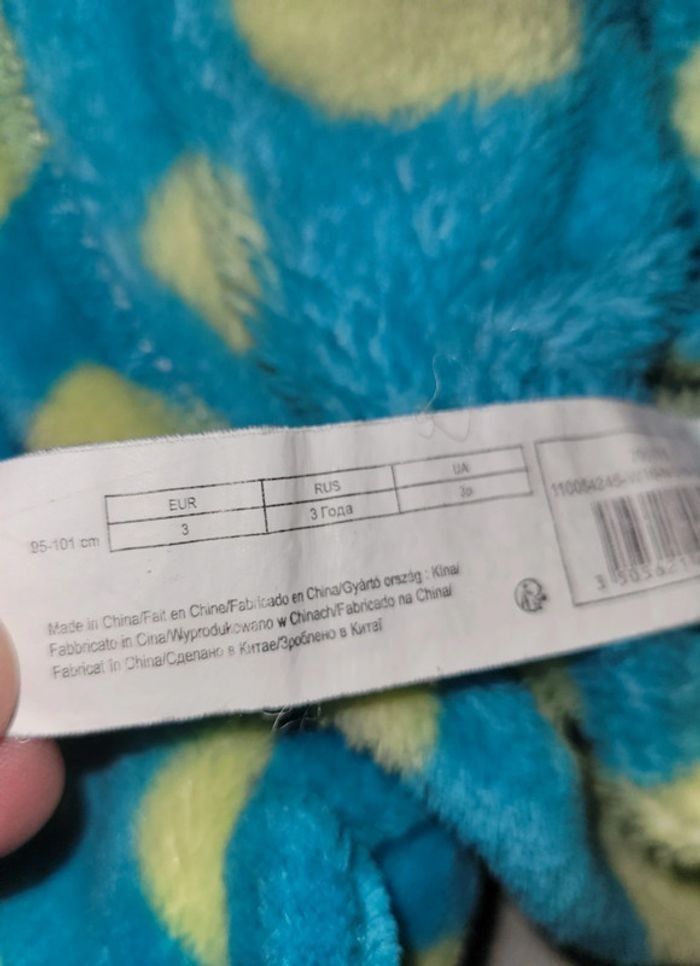 EUR RUS UA
95-101 cm 3 3 Года 3p
Made in China/Fait en Chine/Fabricado en China/Gyártó ország : Kína/
Fabbricato in Cina/Wyprodukowano w Chinach/Fabricado na China/
Fabricat în China/Сделано в Китае/Зроблено в Китаї